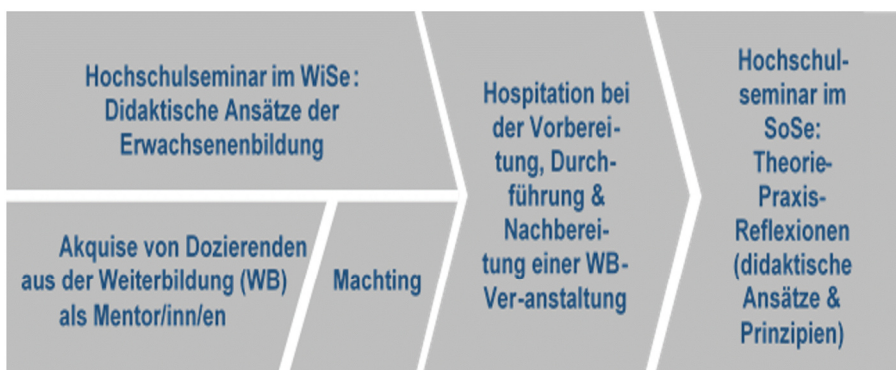 Hochschulseminar im WiSe:
Didaktische Ansätze der
Erwachsenenbildung
Akquise von Dozierenden
aus der Weiterbildung (WB)
als Mentor/inn/en
Machting
Hospitation bei
der Vorberei-
tung, Durch-
führung &
Nachberei-
tung einer WB-
Ver-anstaltung
Hochschul-
seminar im
SoSe:
Theorie-
Praxis-
Reflexionen
(didaktische
Ansätze &
Prinzipien)